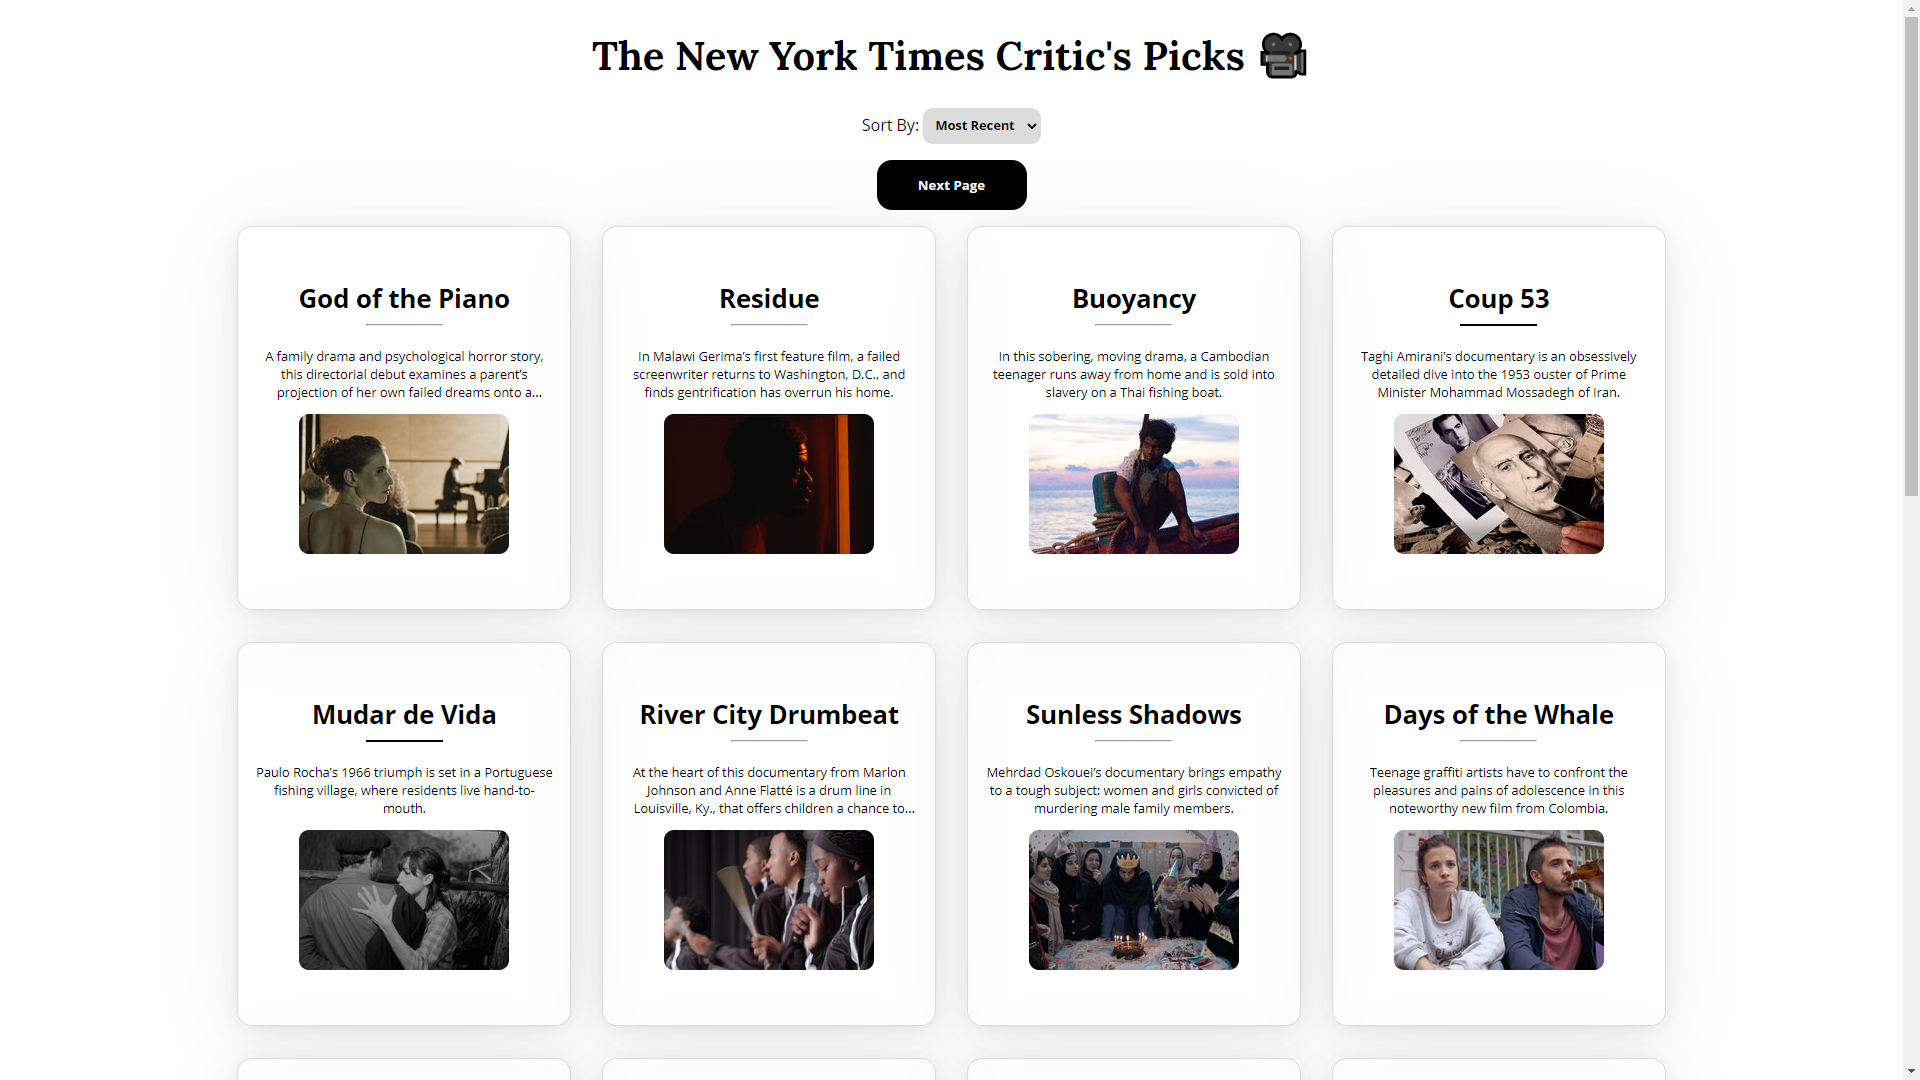 The New York Times Critic's Picks
Sort By: Most Recent
Next Page
God of the Piano
A family drama and psychological horror story,
this directorial debut examines a parent’s
projection of her own failed dreams onto a...
Residue
In Malawi Gerima’s first feature film, a failed
screenwriter returns to Washington, D.C., and
finds gentrification has overrun his home.
Buoyancy
In this sobering, moving drama, a Cambodian
teenager runs away from home and is sold into
slavery on a Thai fishing boat.
Coup 53
Taghi Amirani’s documentary is an obsessively
detailed dive into the 1953 ouster of Prime
Minister Mohammad Mossadegh of Iran.
Mudar de Vida
Paulo Rocha’s 1966 triumph is set in a Portuguese
fishing village, where residents live hand-to-
mouth.
River City Drumbeat
At the heart of this documentary from Marlon
Johnson and Anne Flatté is a drum line in
Louisville, Ky., that offers children a chance to...
Sunless Shadows
Mehrdad Oskouei’s documentary brings empathy
to a tough subject: women and girls convicted of
murdering male family members.
Days of the Whale
Teenage graffiti artists have to confront the
pleasures and pains of adolescence in this
noteworthy new film from Colombia.